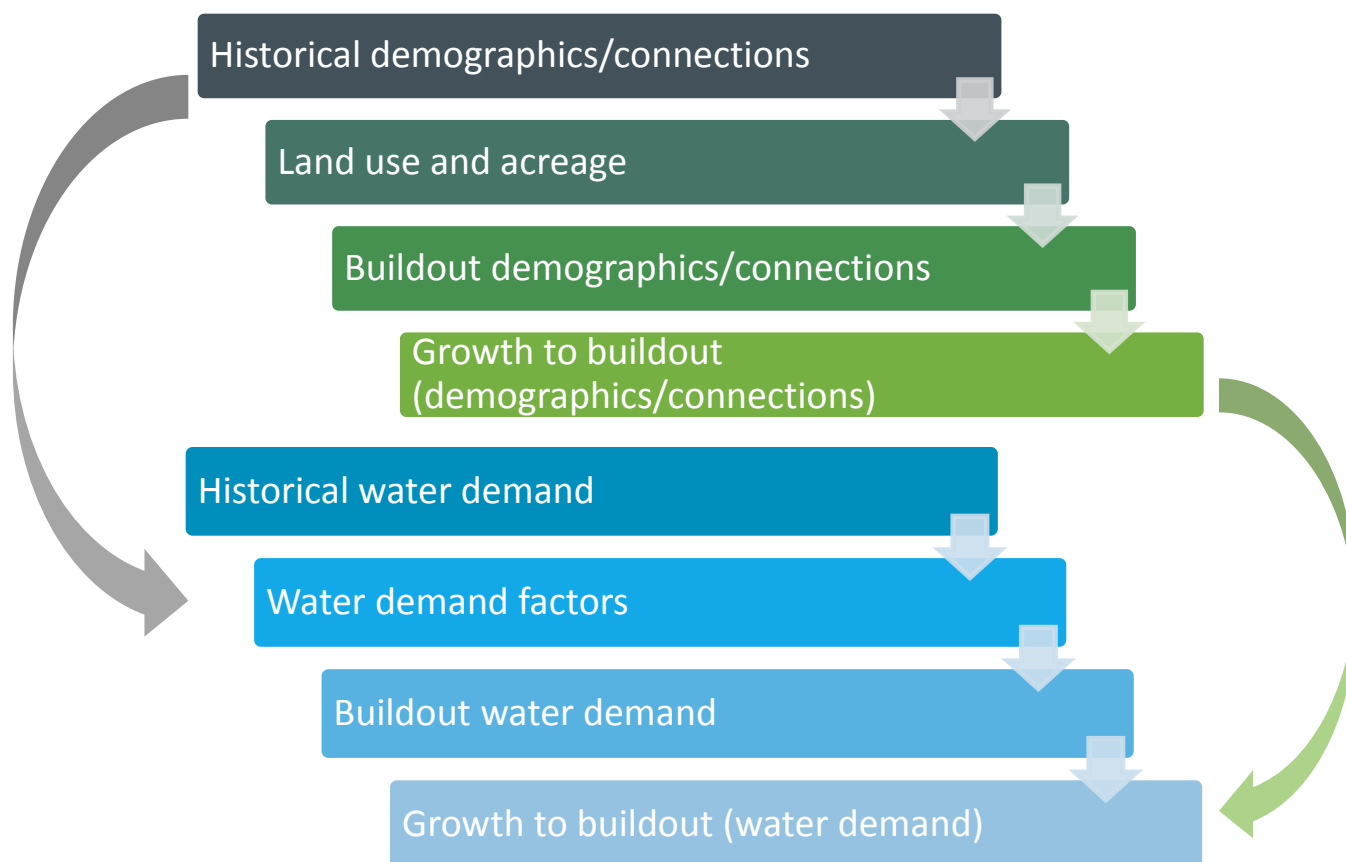 Historical demographics/connections
Land use and acreage
Buildout demographics/connections
Growth to buildout
(demographics/connections)
Historical water demand
Water demand factors
Buildout water demand
Growth to buildout (water demand)